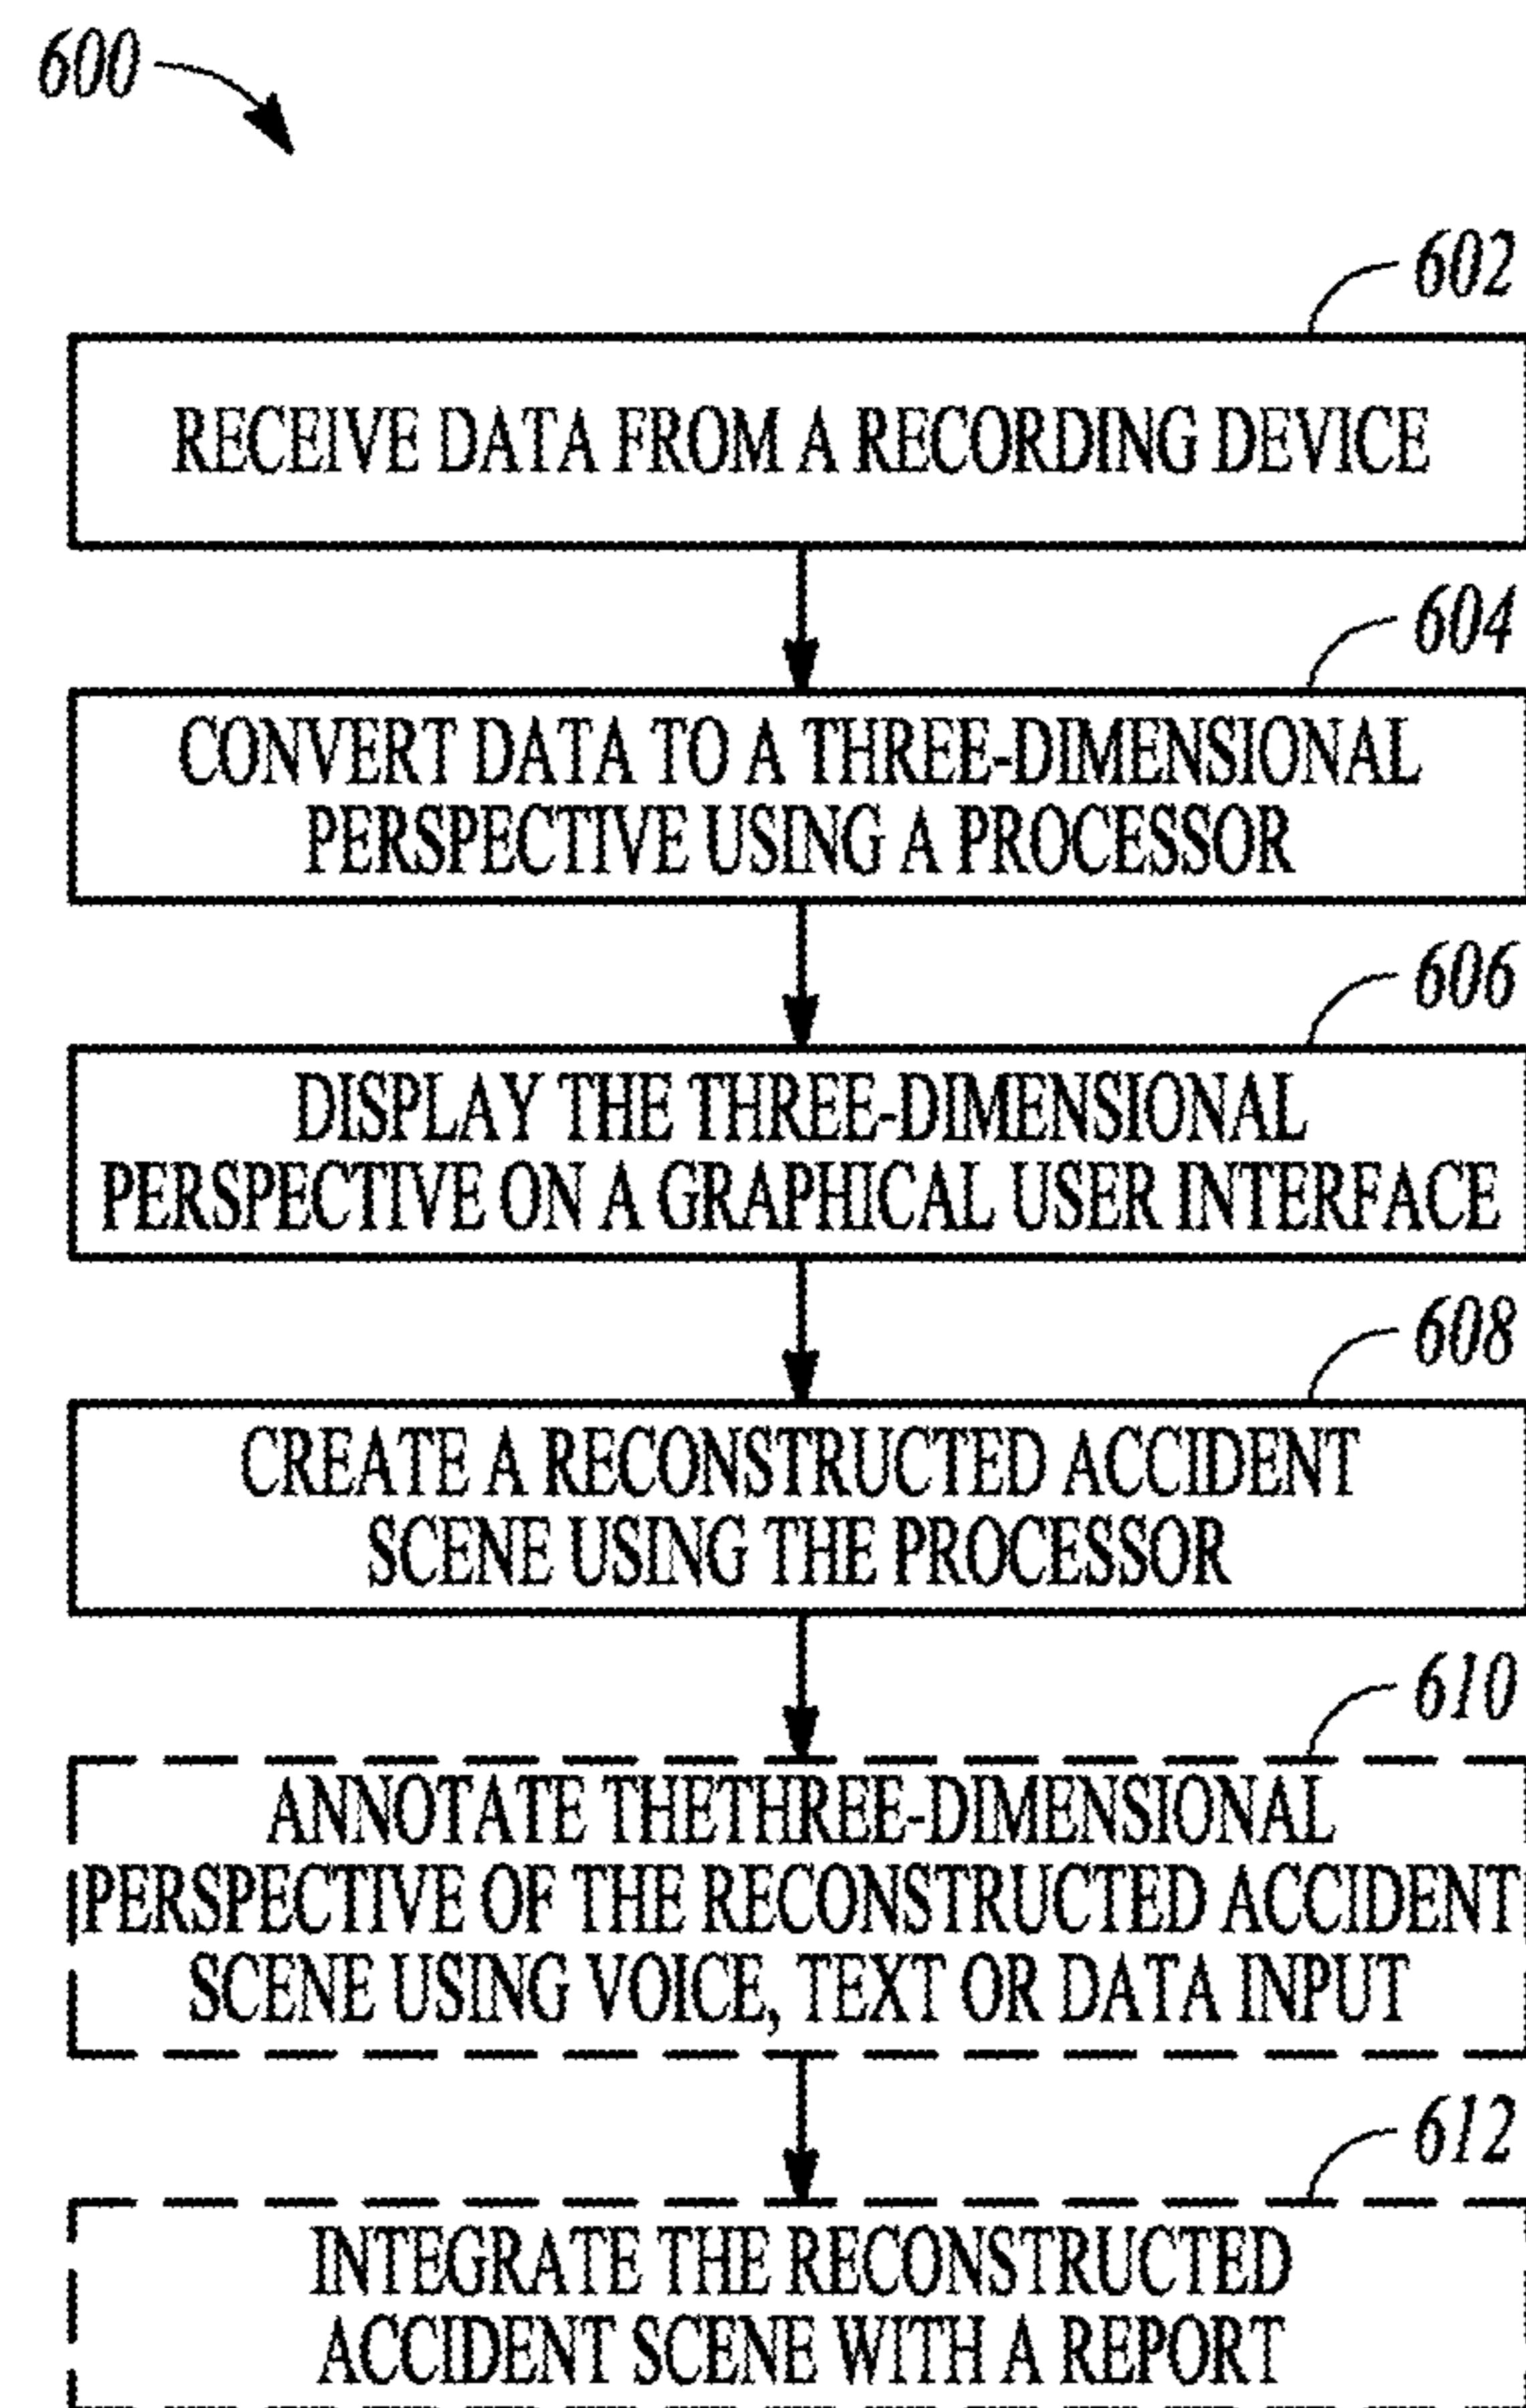 600
602
RECEIVE DATA FROM A RECORDING DEVICE
604
CONVERT DATA TO A THREE-DIMENSIONAL
PERSPECTIVE USING A PROCESSOR
606
DISPLAY THE THREE-DIMENSIONAL
PERSPECTIVE ON A GRAPHICAL USER INTERFACE
608
CREATE A RECONSTRUCTED ACCIDENT
SCENE USING THE PROCESSOR
610
ANNOTATE THETHREE-DIMENSIONAL
PERSPECTIVE OF THE RECONSTRUCTED ACCIDENT
SCENE USING VOICE, TEXT OR DATA INPUT
612
INTEGRATE THE RECONSTRUCTED
ACCIDENT SCENE WITH A REPORT